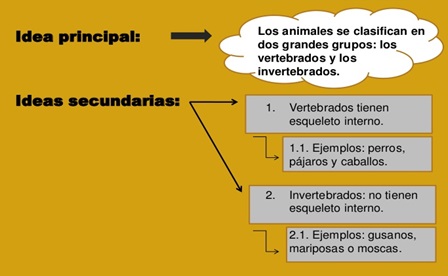 Idea principal:
Los animales se clasifican en
dos grandes grupos: los
vertebrados y los
invertebrados.
Ideas secundarias:
1. Vertebrados tienen
esqueleto interno.
1.1. Ejemplos: perros,
pájaros y caballos.
2. Invertebrados: no tienen
esqueleto interno.
2.1. Ejemplos: gusanos,
mariposas o moscas.